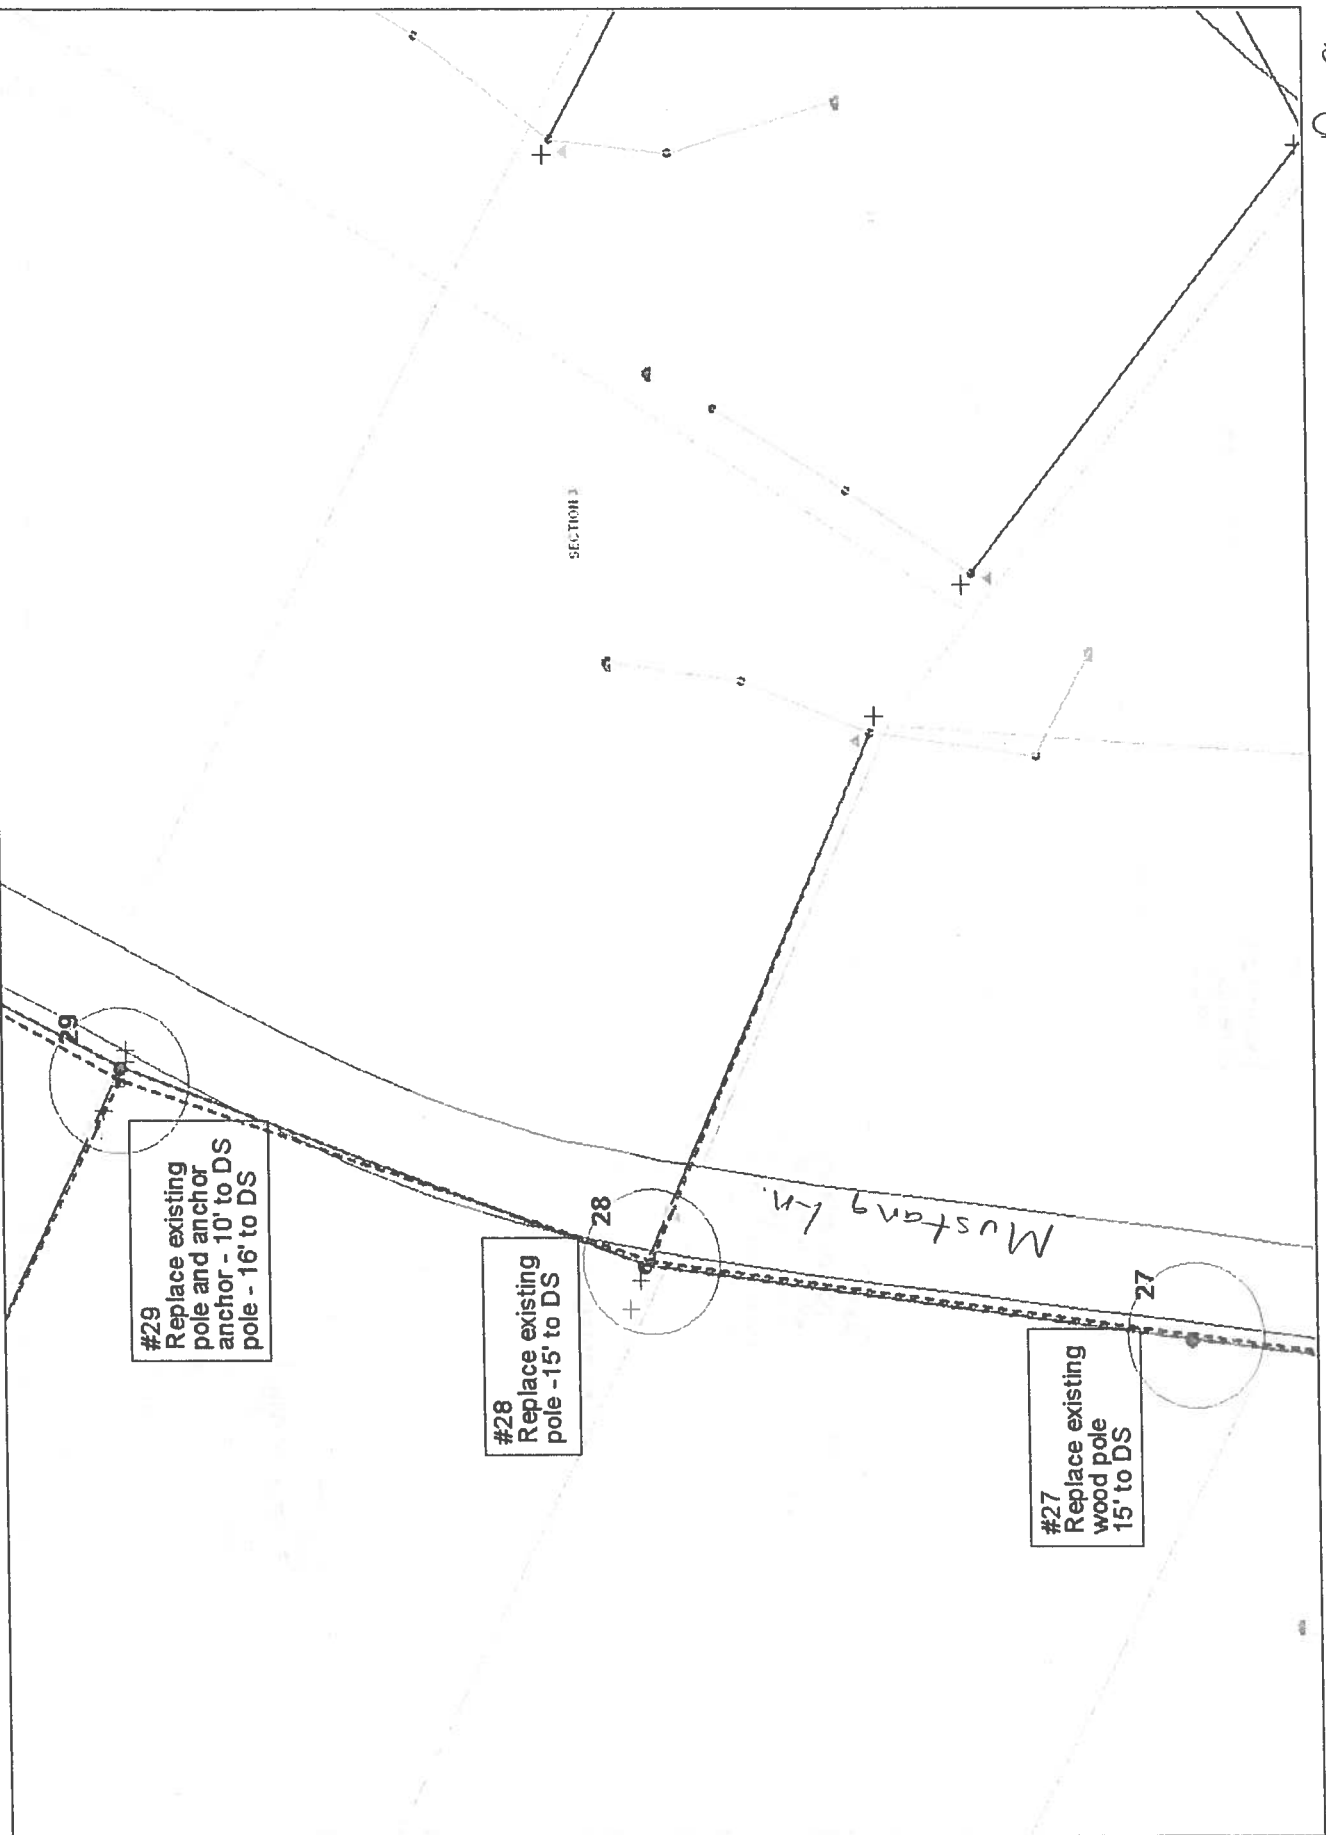 29
#29
Replace existing
pole and anchor
anchor - 10' to DS
pole - 16' to DS
SECTION 3
28
#28
Replace existing
pole -15' to DS
Mustang Ln.
27
#27
Replace existing
wood pole
15' to DS